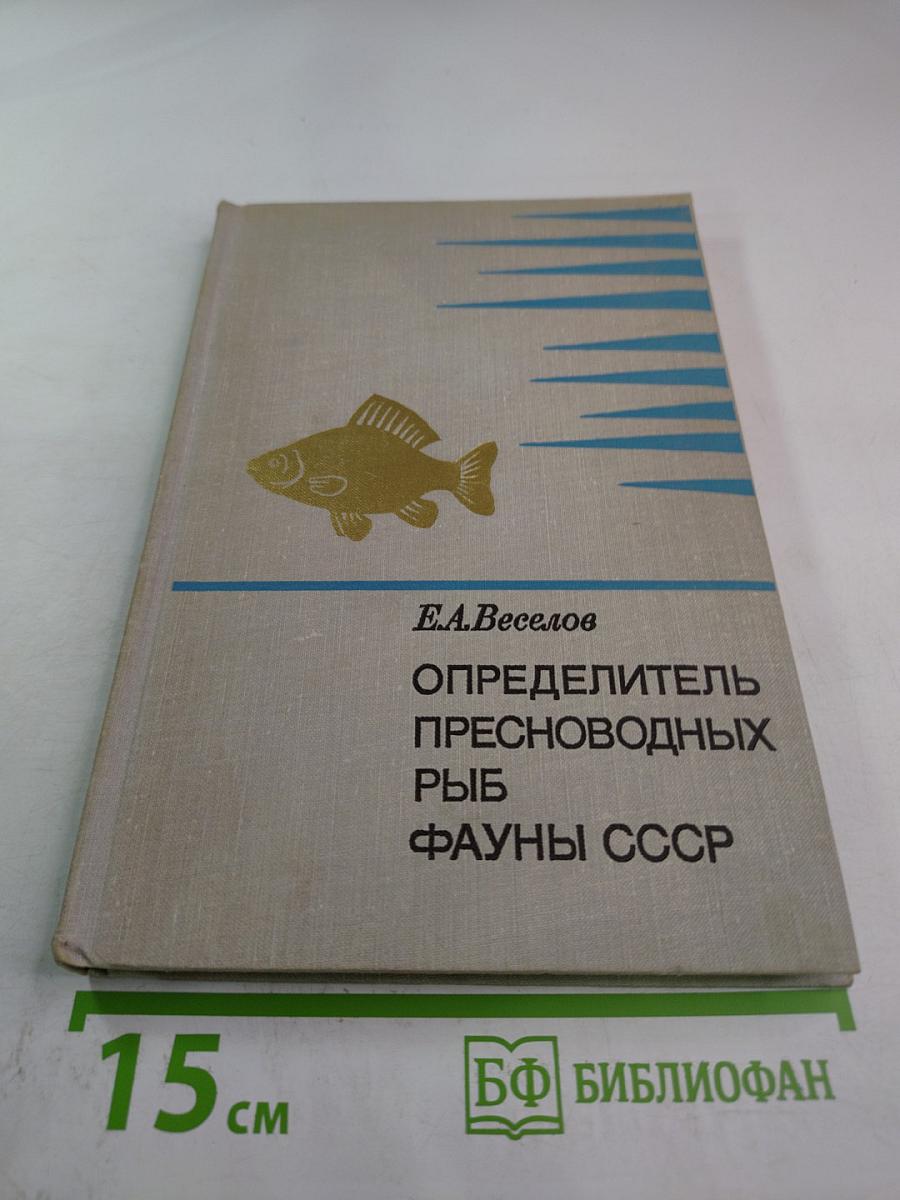 Е.А.Веселов
ОПРЕДЕЛИТЕЛЬ
ПРЕСНОВОДНЫХ
РЫБ
ФАУНЫ СССР
15 см
БФ БИБЛИОФАН